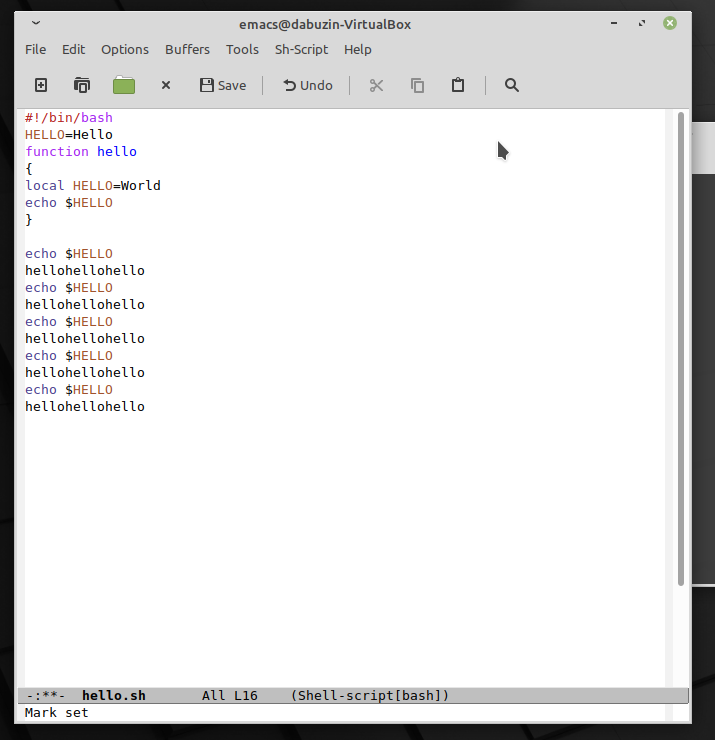 emacs@dabuzin-VirtualBox
File Edit Options Buffers Tools Sh-Script Help
Save Undo
#!/bin/bash
HELLO=Hello
function hello
{
local HELLO=World
echo $HELLO
}
echo $HELLO
hellohellohello
echo $HELLO
hellohellohello
echo $HELLO
hellohellohello
echo $HELLO
hellohellohello
echo $HELLO
hellohellohello
-:**- hello.sh All L16 (Shell-script[bash])
Mark set